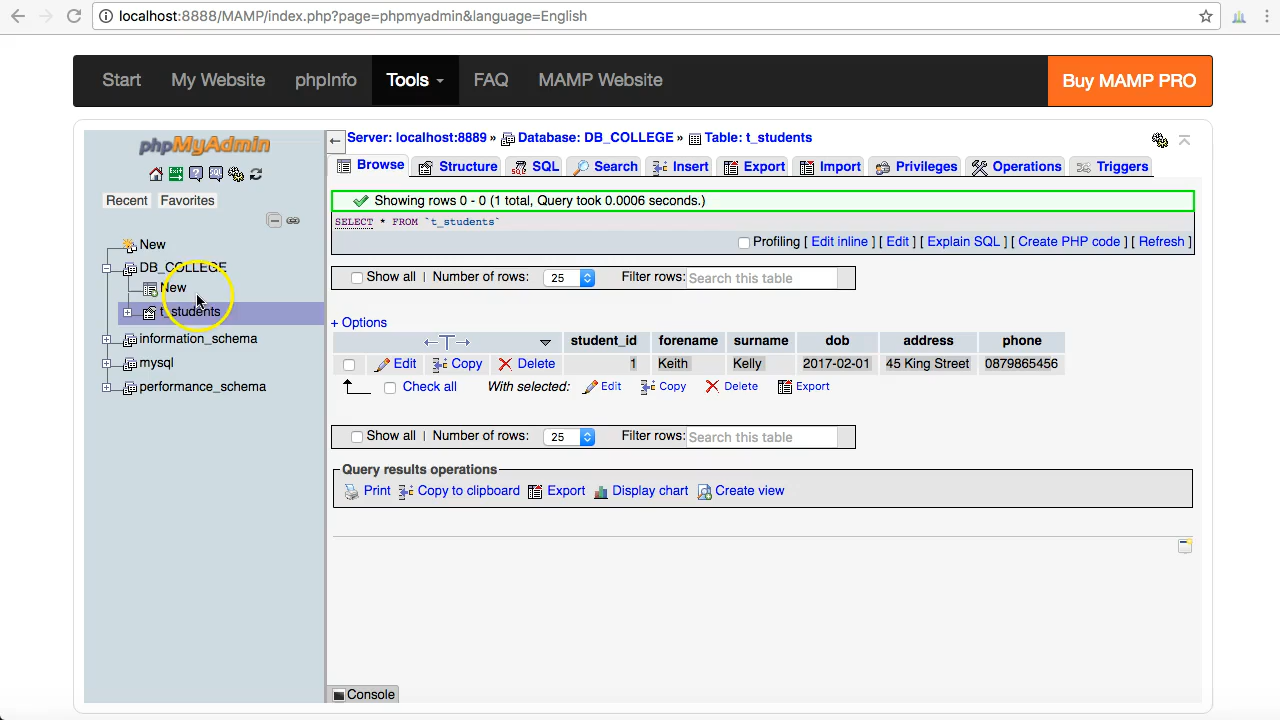 localhost:8888/MAMP/index.php?page=phpmyadmin&language=English
Start My Website phpInfo Tools FAQ MAMP Website Buy MAMP PRO
phpMyAdmin
Recent Favorites
New
DB_COLLEGE
New
t_students
information_schema
mysql
performance_schema
Server: localhost:8889 » Database: DB_COLLEGE » Table: t_students
Browse Structure SQL Search Insert Export Import Privileges Operations Triggers
Showing rows 0 - 0 (1 total, Query took 0.0006 seconds.)
SELECT * FROM `t_students`
Profiling [ Edit inline ] [ Edit ] [ Explain SQL ] [ Create PHP code ] [ Refresh ]
Show all | Number of rows: 25 Filter rows: Search this table
+ Options
student_id forename surname dob address phone
Edit Copy Delete 1 Keith Kelly 2017-02-01 45 King Street 0879865456
Check all With selected: Edit Copy Delete Export
Show all | Number of rows: 25 Filter rows: Search this table
Query results operations
Print Copy to clipboard Export Display chart Create view
Console